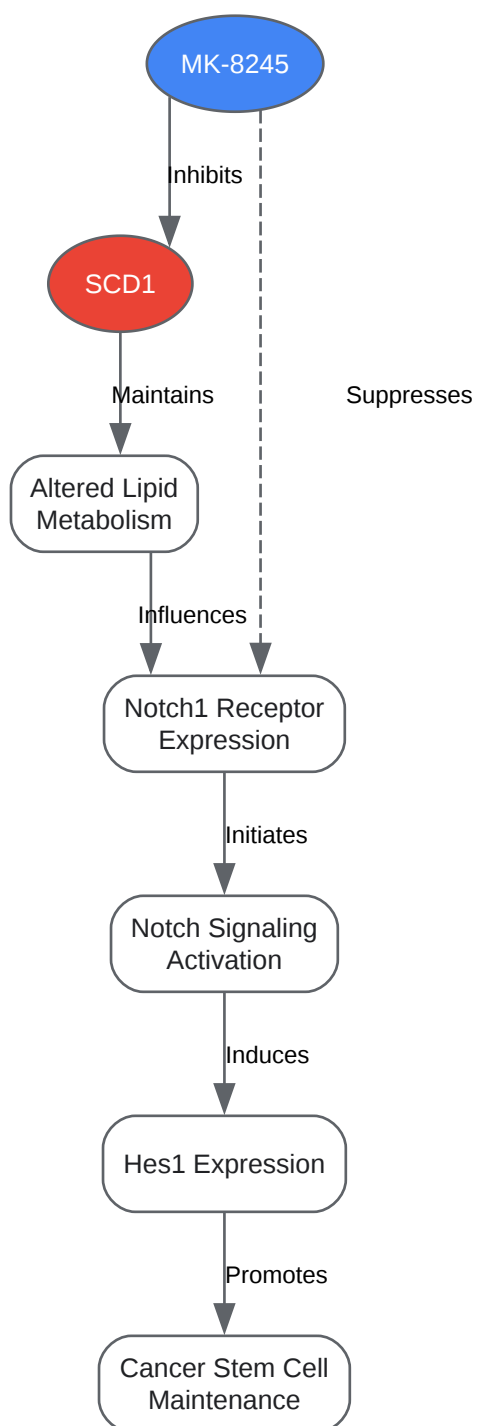 MK-8245
Inhibits
SCD1
Maintains
Suppresses
Altered Lipid
Metabolism
Influences
Notch1 Receptor
Expression
Initiates
Notch Signaling
Activation
Induces
Hes1 Expression
Promotes
Cancer Stem Cell
Maintenance